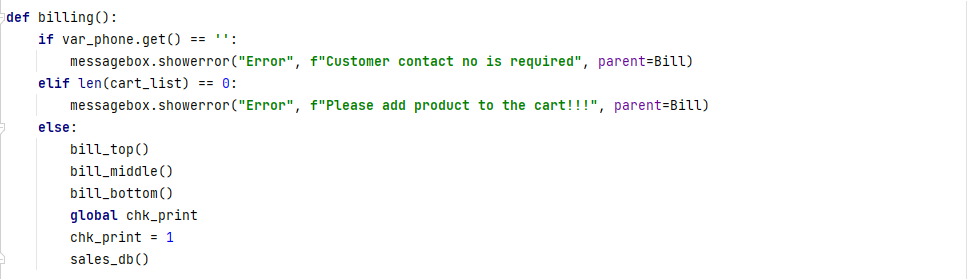 def billing():
    if var_phone.get() == '':
        messagebox.showerror("Error", f"Customer contact no is required", parent=Bill)
    elif len(cart_list) == 0:
        messagebox.showerror("Error", f"Please add product to the cart!!!", parent=Bill)
    else:
        bill_top()
        bill_middle()
        bill_bottom()
        global chk_print
        chk_print = 1
        sales_db()